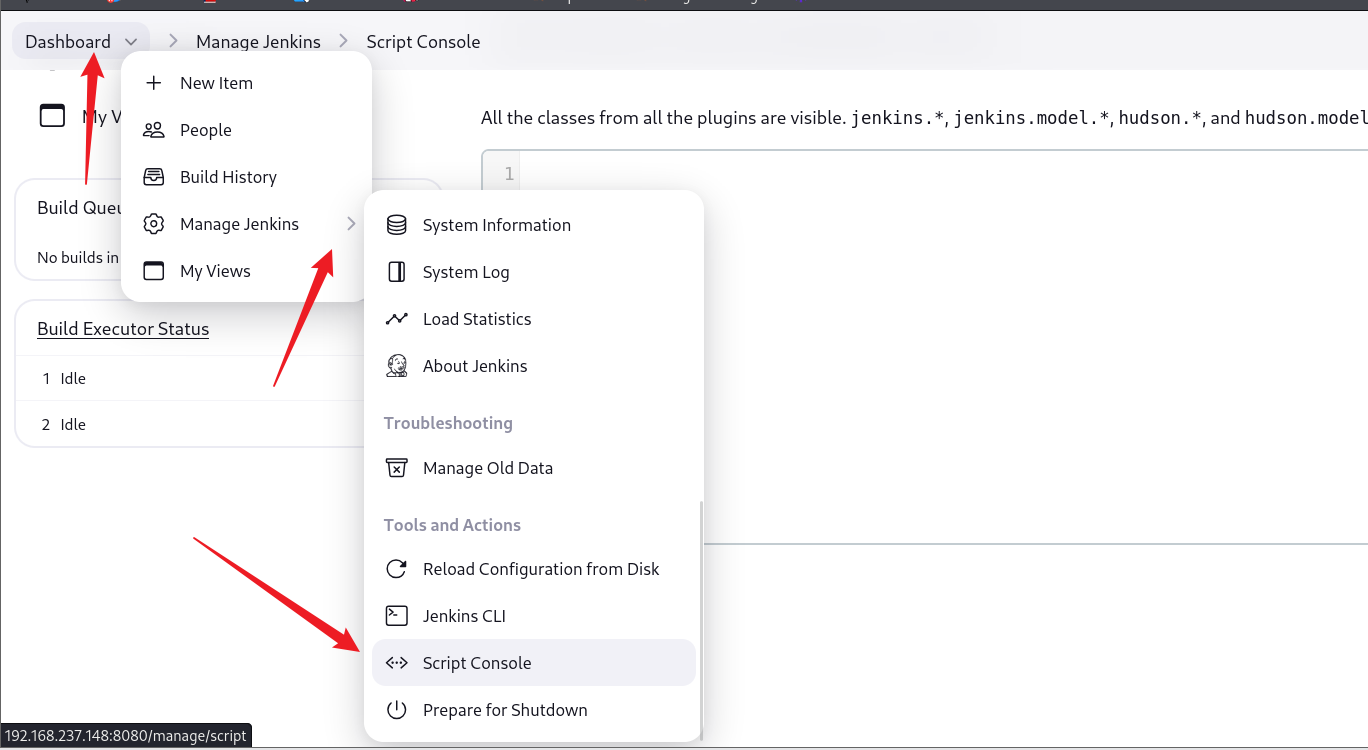 Dashboard Manage Jenkins Script Console
New Item
My V
People
All the classes from all the plugins are visible. jenkins.*, jenkins.model.*, hudson.*, and hudson.model
Build History
1
Build Queu
Manage Jenkins
No builds in
My Views
System Information
System Log
Load Statistics
About Jenkins
Build Executor Status
1 Idle
2 Idle
Troubleshooting
Manage Old Data
Tools and Actions
Reload Configuration from Disk
Jenkins CLI
Script Console
Prepare for Shutdown
192.168.237.148:8080/manage/script